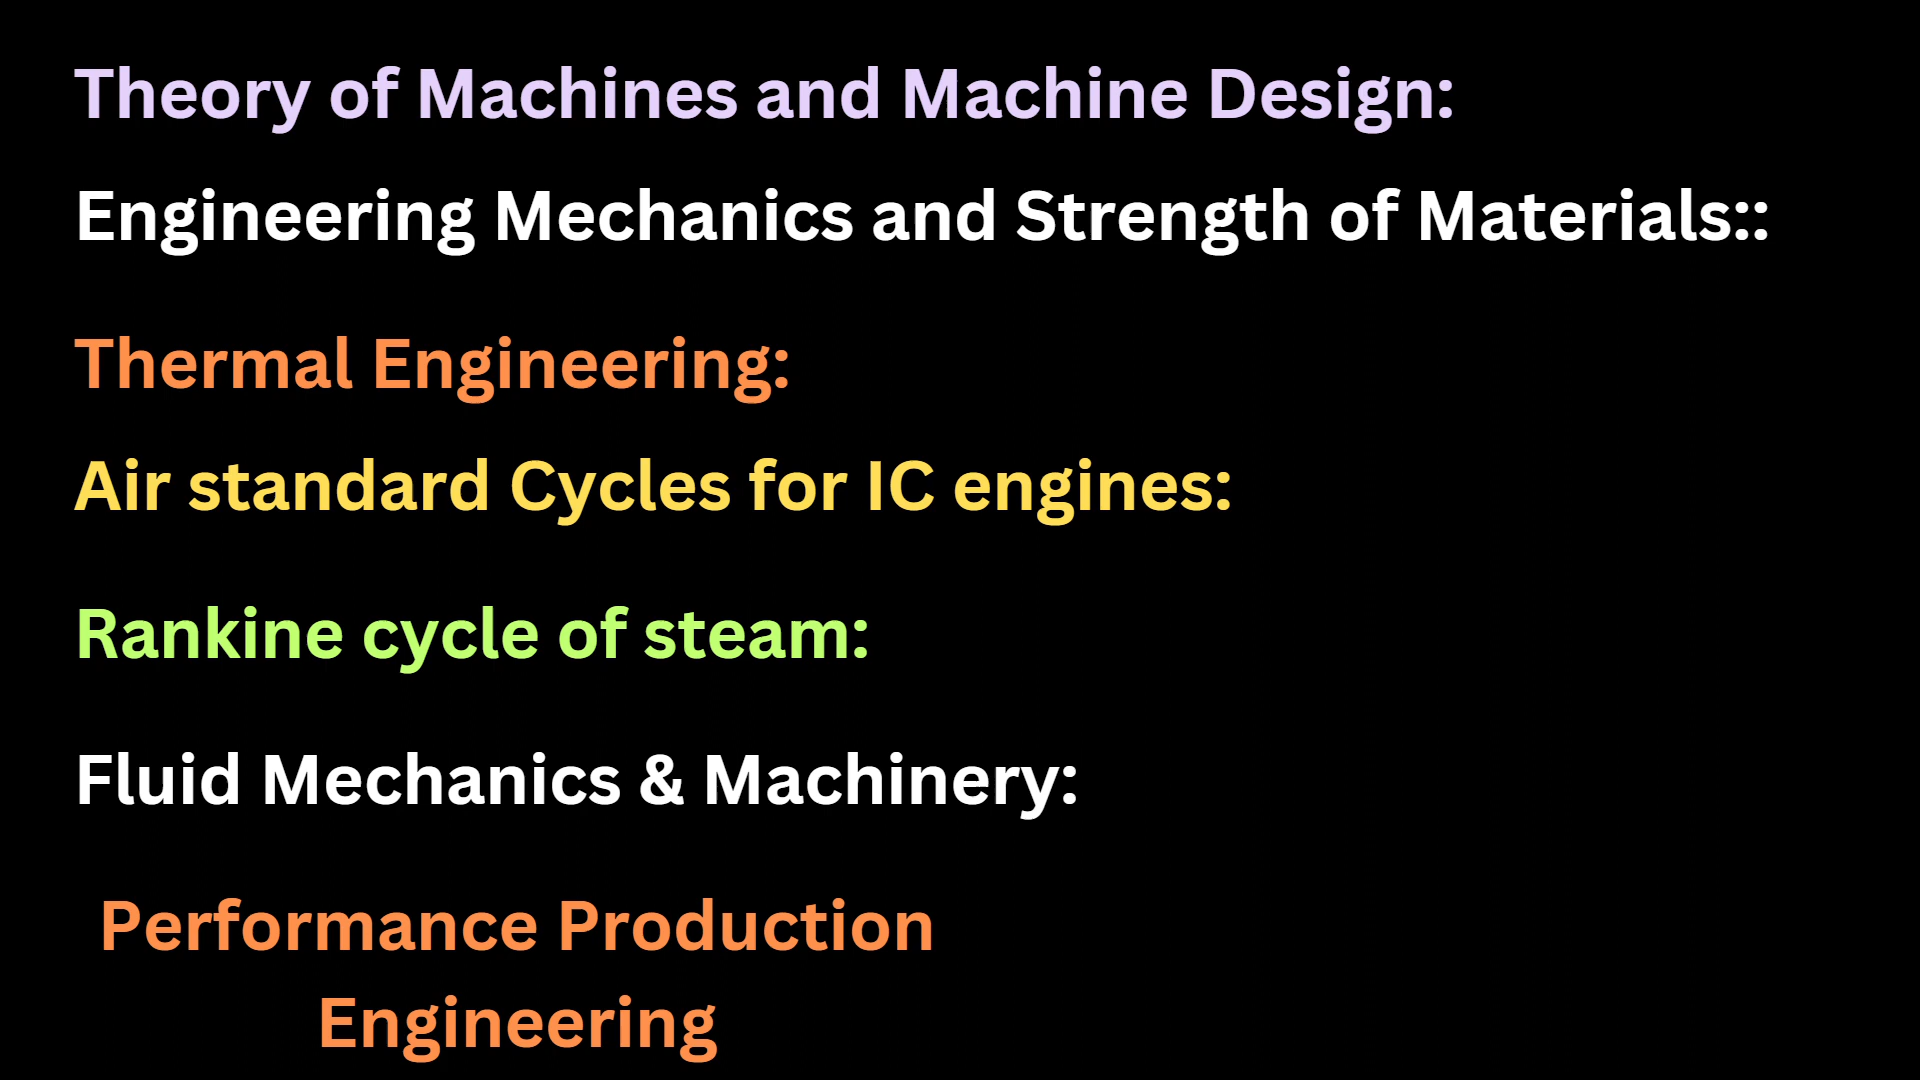 Theory of Machines and Machine Design:
Engineering Mechanics and Strength of Materials::
Thermal Engineering:
Air standard Cycles for IC engines:
Rankine cycle of steam:
Fluid Mechanics & Machinery:
Performance Production
Engineering